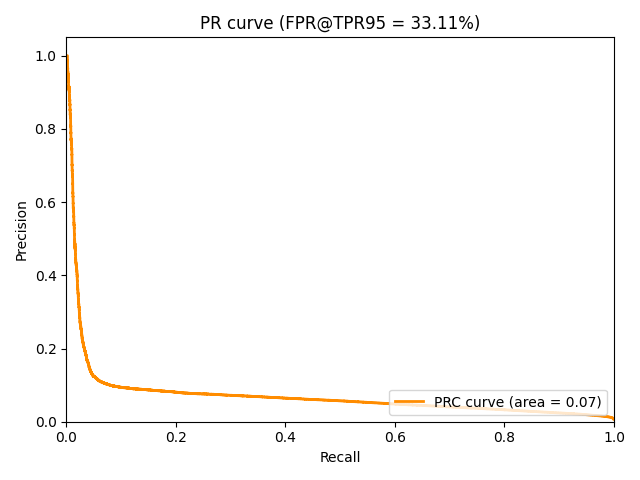 PR curve (FPR@TPR95 = 33.11%)
1.0
0.8
0.6
0.4
0.2
0.0
Precision
PRC curve (area = 0.07)
0.0 0.2 0.4 0.6 0.8 1.0
Recall